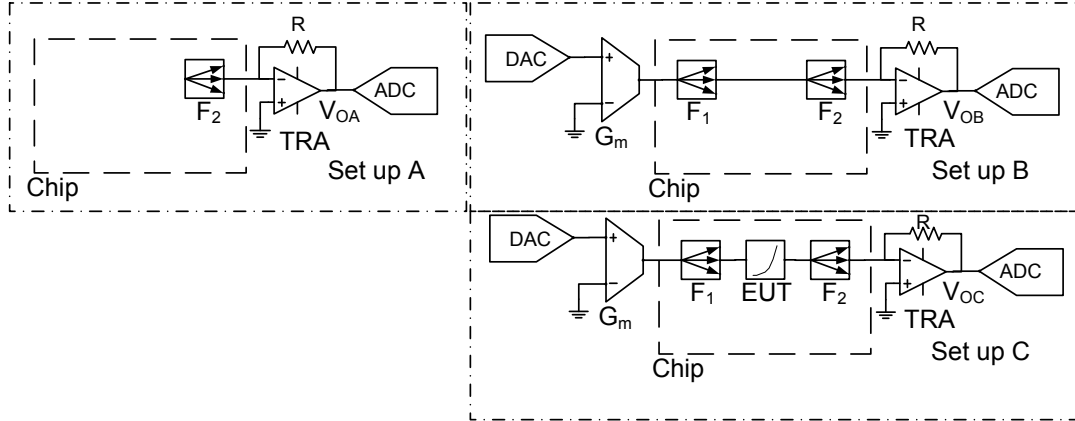 R
ADC
F2
VOA
TRA
Set up A
Chip
DAC
R
ADC
F1
F2
VOB
Gm
TRA
Set up B
Chip
DAC
R
ADC
F1
EUT
F2
VOC
Gm
TRA
Set up C
Chip